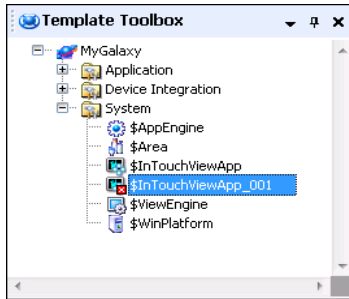 Template Toolbox
MyGalaxy
Application
Device Integration
System
$AppEngine
$Area
$InTouchViewApp
$InTouchViewApp_001
$ViewEngine
$WinPlatform